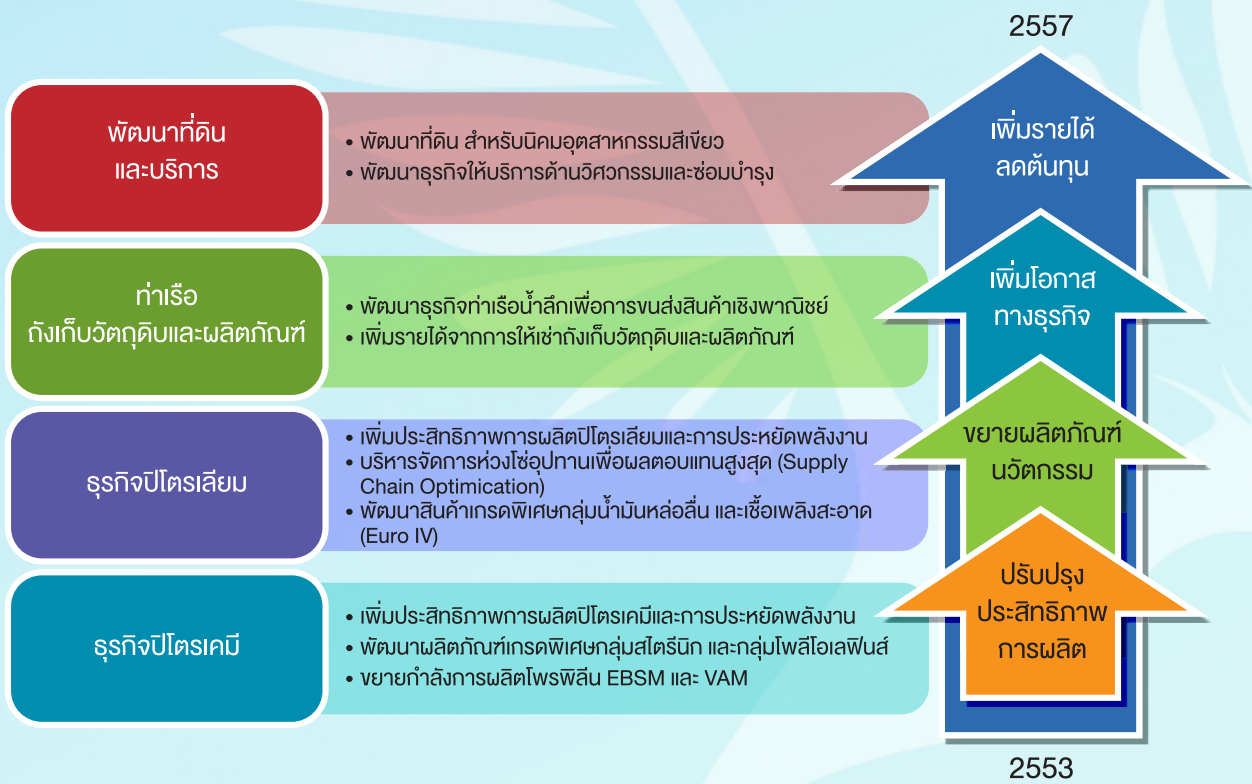 2557
พัฒนาที่ดิน
และบริการ
• พัฒนาที่ดิน สำหรับนิคมอุตสาหกรรมสีเขียว
• พัฒนาธุรกิจให้บริการด้านวิศวกรรมและซ่อมบำรุง
เพิ่มรายได้
ลดต้นทุน
ท่าเรือ
ถังเก็บวัตถุดิบและผลิตภัณฑ์
• พัฒนาธุรกิจท่าเรือน้ำลึกเพื่อการขนส่งสินค้าเชิงพาณิชย์
• เพิ่มรายได้จากการให้เช่าถังเก็บวัตถุดิบและผลิตภัณฑ์
เพิ่มโอกาส
ทางธุรกิจ
ธุรกิจปิโตรเลียม
• เพิ่มประสิทธิภาพการผลิตปิโตรเลียมและการประหยัดพลังงาน
• บริหารจัดการห่วงโซ่อุปทานเพื่อผลตอบแทนสูงสุด (Supply
Chain Optimication)
• พัฒนาสินค้าเกรดพิเศษกลุ่มน้ำมันหล่อลื่น และเชื้อเพลิงสะอาด
(Euro IV)
ขยายผลิตภัณฑ์
นวัตกรรม
ธุรกิจปิโตรเคมี
• เพิ่มประสิทธิภาพการผลิตปิโตรเคมีและการประหยัดพลังงาน
• พัฒนาผลิตภัณฑ์เกรดพิเศษกลุ่มสไตรีนิก และกลุ่มโพลีโอเลฟินส์
• ขยายกำลังการผลิตโพรพิลีน EBSM และ VAM
ปรับปรุง
ประสิทธิภาพ
การผลิต
2553